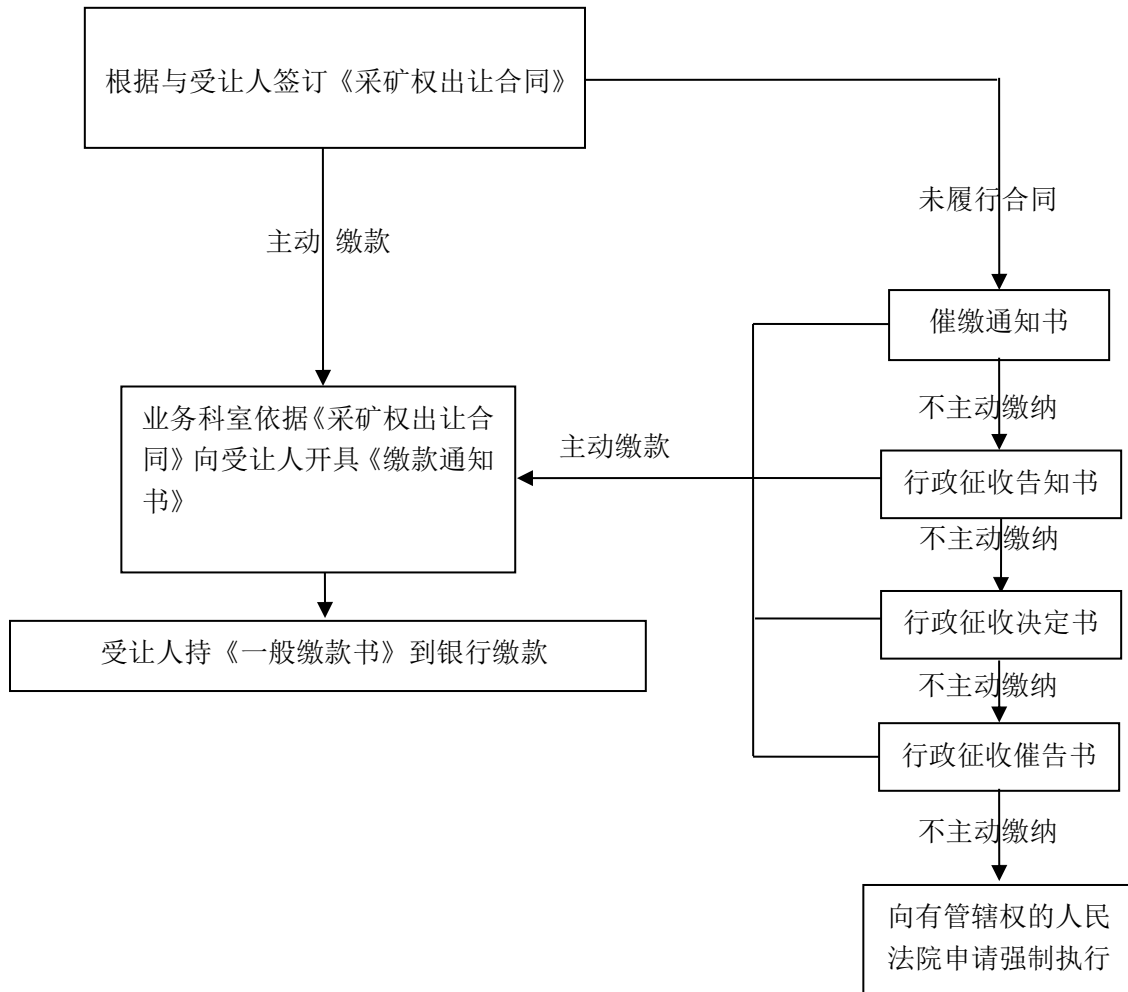 根据与受让人签订《采矿权出让合同》
未履行合同
主动 缴款
催缴通知书
不主动缴纳
业务科室依据《采矿权出让合
同》向受让人开具《缴款通知
书》
主动缴款
行政征收告知书
不主动缴纳
行政征收决定书
受让人持《一般缴款书》到银行缴款
不主动缴纳
行政征收催告书
不主动缴纳
向有管辖权的人民
法院申请强制执行